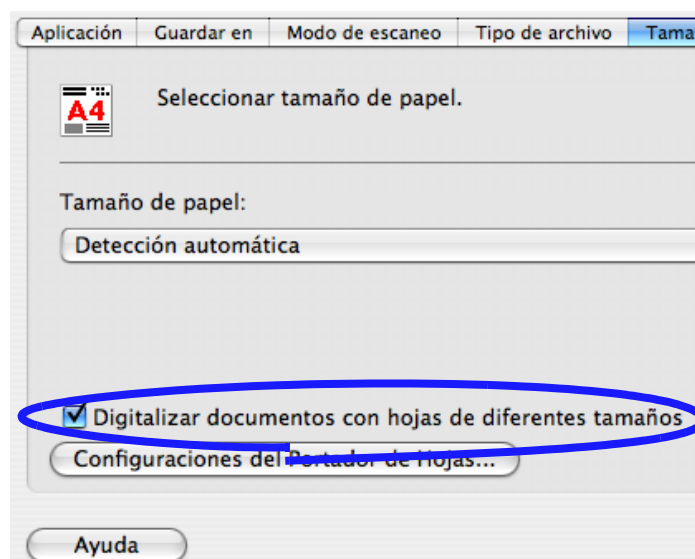 Aplicación Guardar en Modo de escaneo Tipo de archivo Tama
A4 Seleccionar tamaño de papel.
Tamaño de papel:
Detección automática
Digitalizar documentos con hojas de diferentes tamaños
Configuraciones del Portador de Hojas...
Ayuda